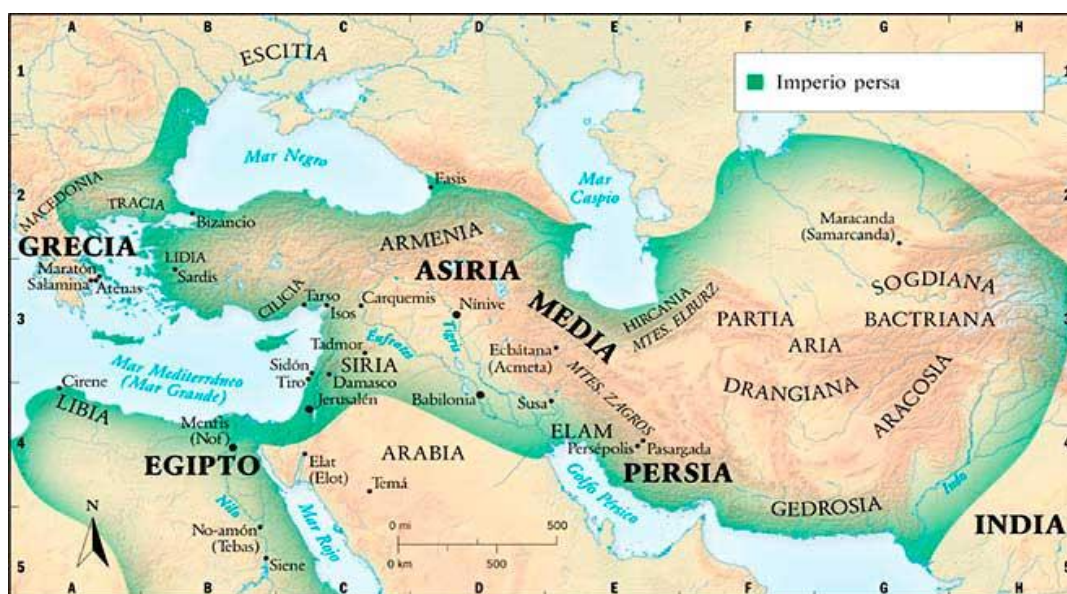 A B C D E F G H
1
ESCITIA
Imperio persa
Mar Negro
Fasis
Mar
Caspio
2
MACEDONIA
TRACIA
Bizancio
ARMENIA
Maracanda
(Samarcanda)
GRECIA
LIDIA
Sardis
Maratón
Salamina
Atenas
ASIRIA
SOGDIANA
CILICIA
Tarso
Isos
Carquemis
Nínive
MEDIA
HIRCANIA
MTES. ELBURZ
PARTIA
BACTRIANA
3
Éufrates
Tigris
Tadmor
SIRIA
Ecbátana
(Acmeta)
ARIA
Mar Mediterráneo
(Mar Grande)
Sidón
Tiro
Damasco
MTES. ZAGROS
DRANGIANA
ARACOSIA
Cirene
LIBIA
Jerusalén
Babilonia
Susa
Menfis
(Nof)
ELAM
4
EGIPTO
ARABIA
Persépolis
Pasargada
PERSIA
Elat
(Elot)
Temá
Golfo Pérsico
GEDROSIA
Indo
INDIA
N
Nilo
No-amón
(Tebas)
Mar Rojo
0 mi 500
0 km 500
Siene
5
A B C D E F G H